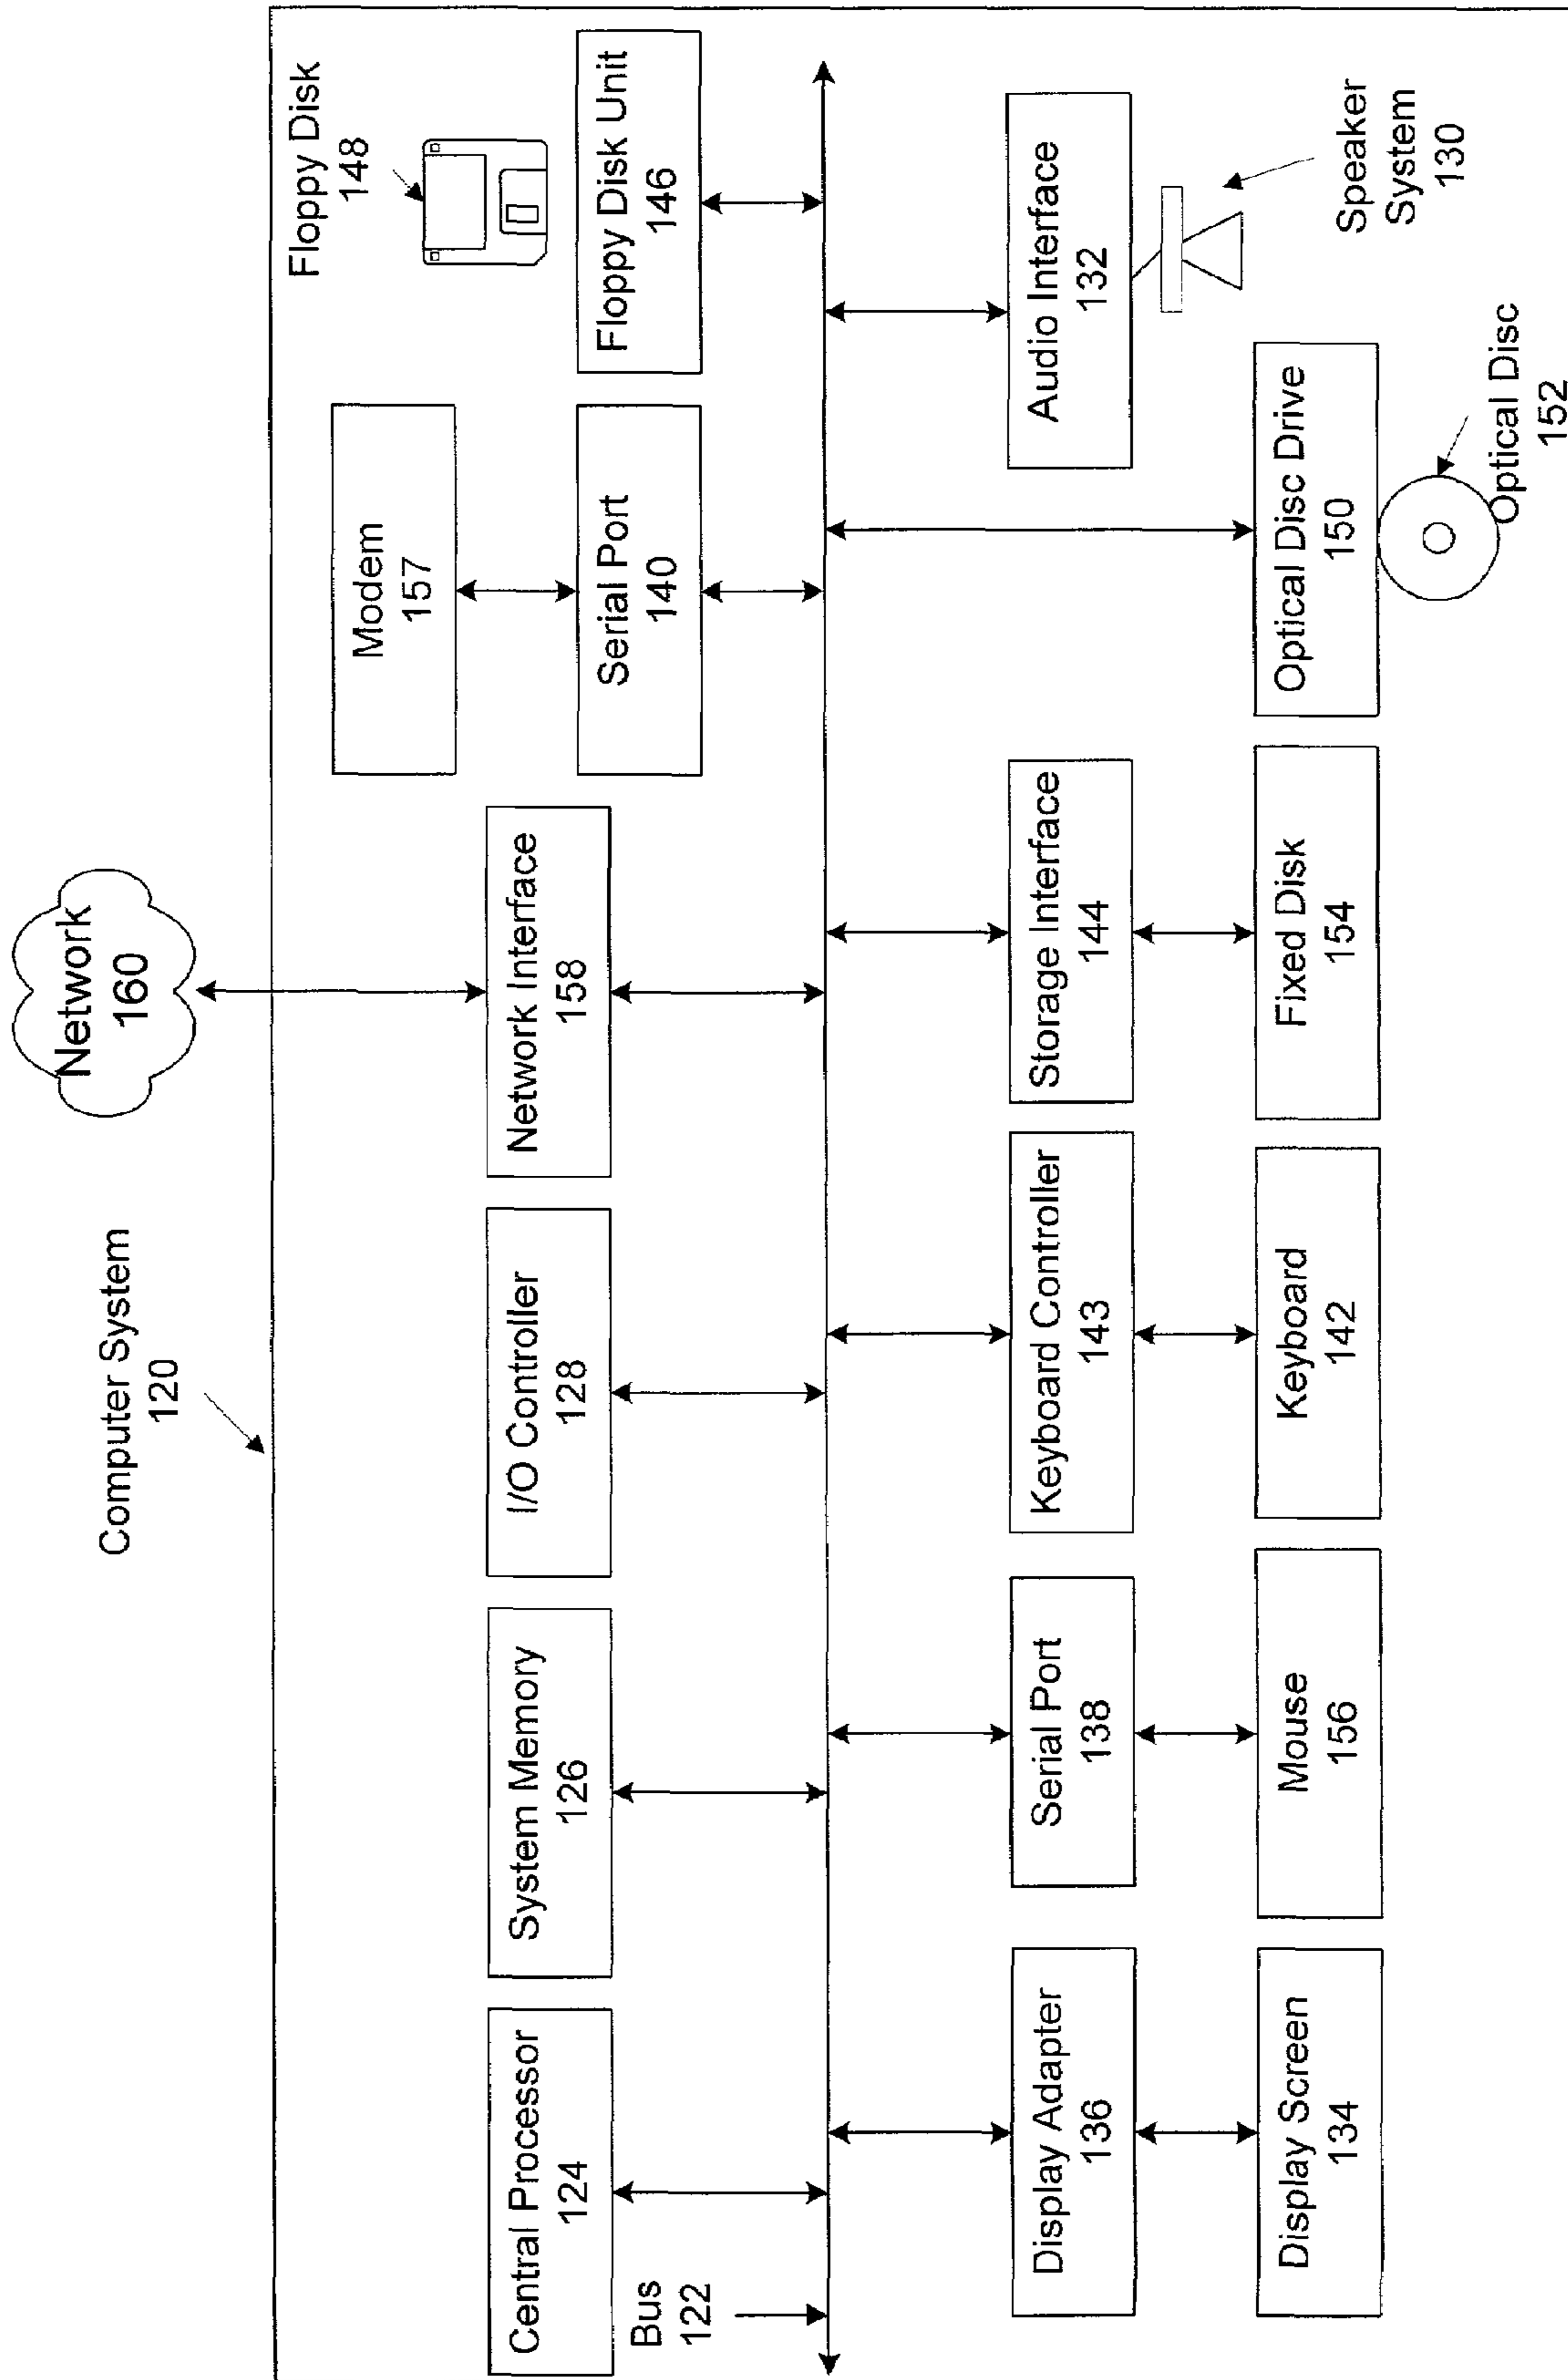 Network
160
Computer System
120
Floppy Disk
148
Modem
157
Central Processor
124
System Memory
126
I/O Controller
128
Network Interface
158
Serial Port
140
Floppy Disk Unit
146
Bus
122
Display Adapter
136
Serial Port
138
Keyboard Controller
143
Storage Interface
144
Audio Interface
132
Display Screen
134
Mouse
156
Keyboard
142
Fixed Disk
154
Optical Disc Drive
150
Speaker
System
130
Optical Disc
152